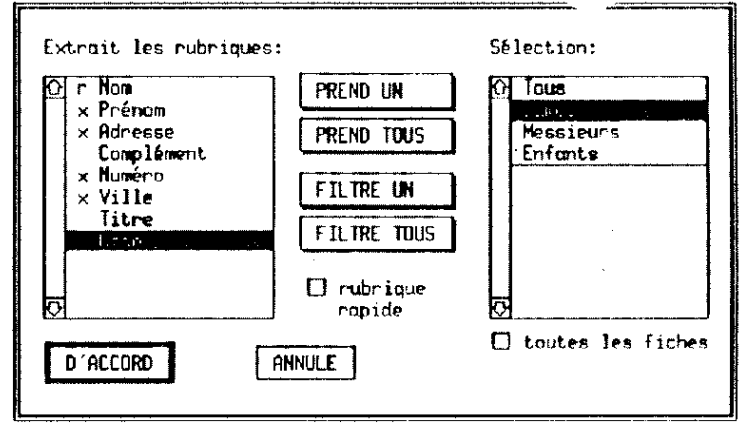 Extrait les rubriques:
r Nom
x Prénom
x Adresse
Complément
x Numéro
x Ville
Titre
PREND UN
PREND TOUS
FILTRE UN
FILTRE TOUS
rubrique
rapide
Sélection:
Tous
Messieurs
Enfants
toutes les fiches
D'ACCORD
ANNULE